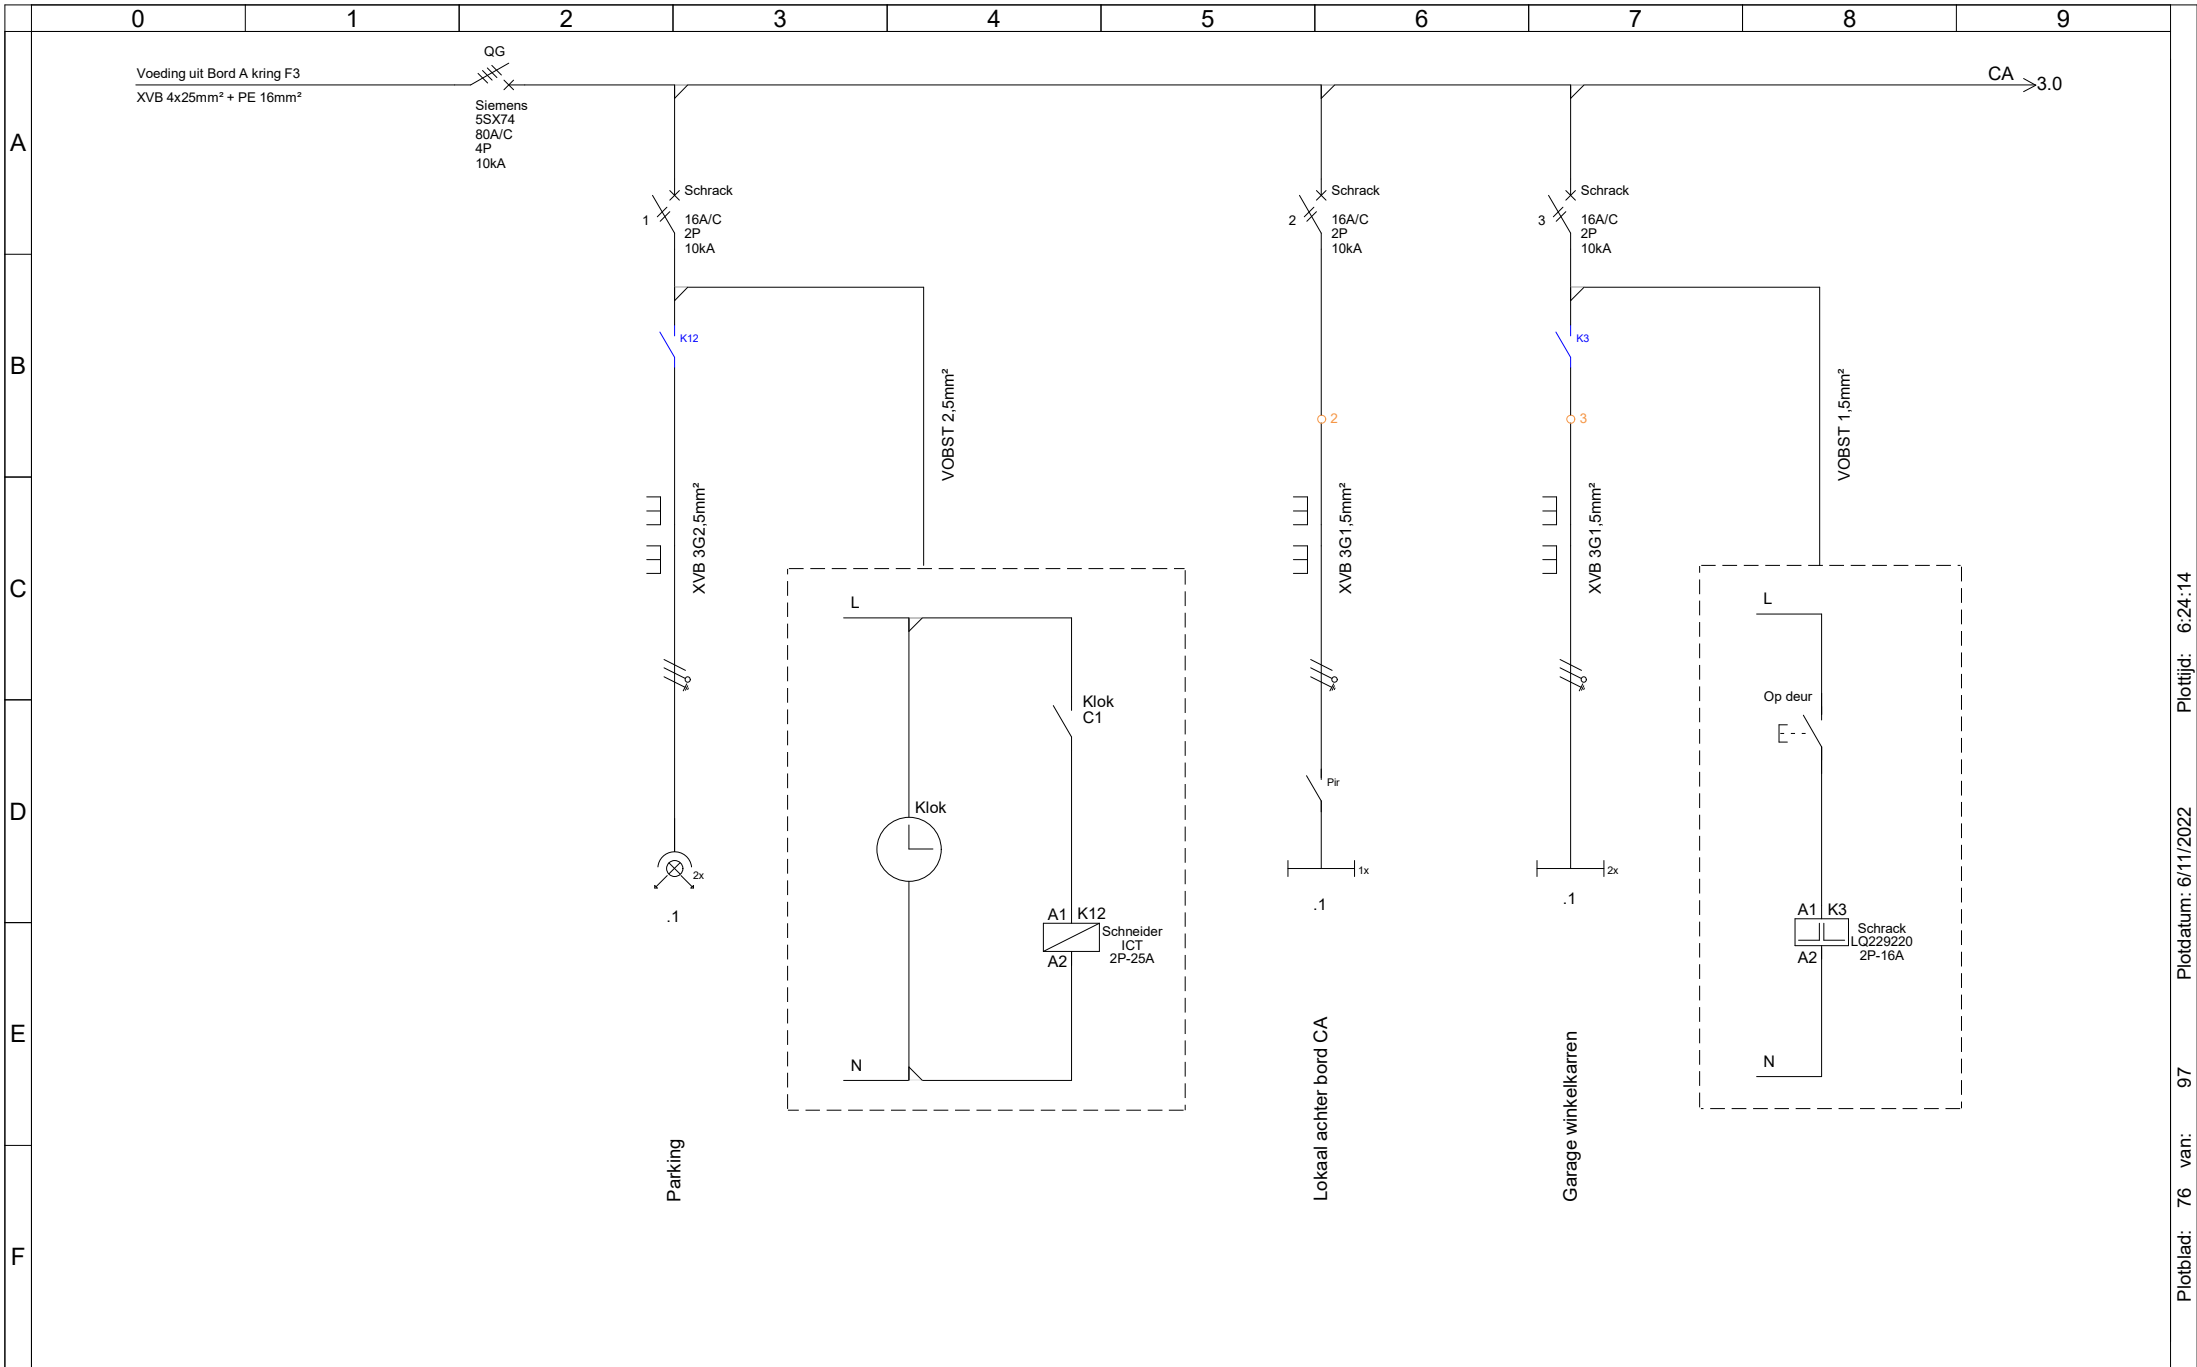 0 1 2 3 4 5 6 7 8 9
A
B
C
D
E
F
Voeding uit Bord A kring F3
XVB 4x25mm² + PE 16mm²
QG
Siemens
5SX74
80A/C
4P
10kA
CA
3.0
1
Schrack
16A/C
2P
10kA
K12
XVB 3G2,5mm²
2x
.1
Parking
VOBST 2,5mm²
L
Klok
C1
Klok
A1 K12
Schneider
ICT
2P-25A
A2
N
2
Schrack
16A/C
2P
10kA
2
XVB 3G1,5mm²
Pir
1x
.1
Lokaal achter bord CA
3
Schrack
16A/C
2P
10kA
K3
3
XVB 3G1,5mm²
2x
.1
Garage winkelkarren
VOBST 1,5mm²
L
Op deur
A1 K3
Schrack
LQ229220
2P-16A
A2
N
Plotblad: 76 van: 97 Plotdatum: 6/11/2022 Plottijd: 6:24:14